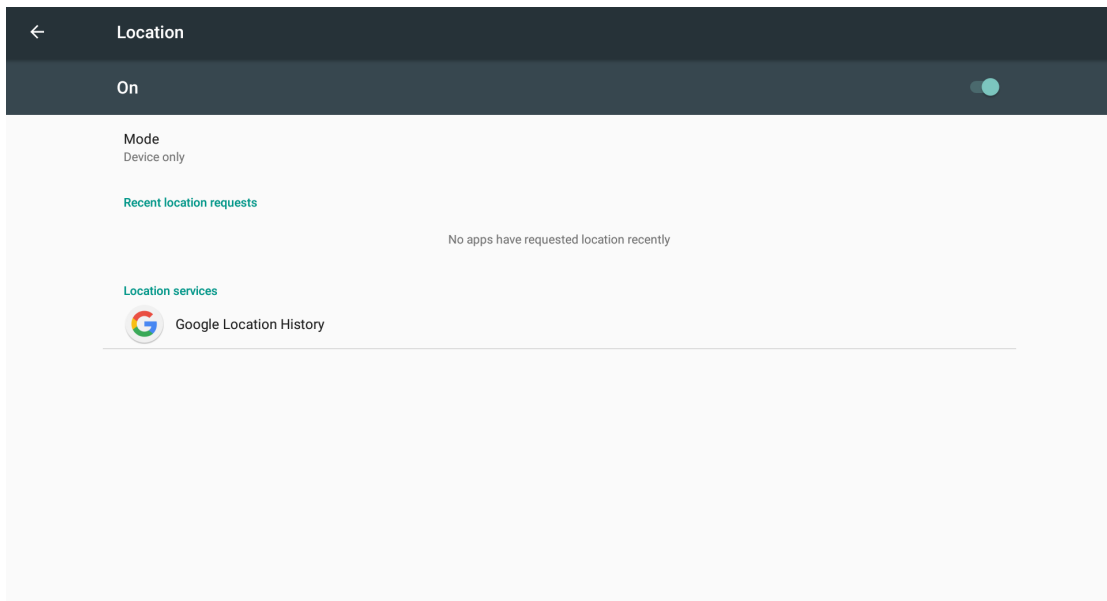 Location
On
Mode
Device only
Recent location requests
No apps have requested location recently
Location services
Google Location History